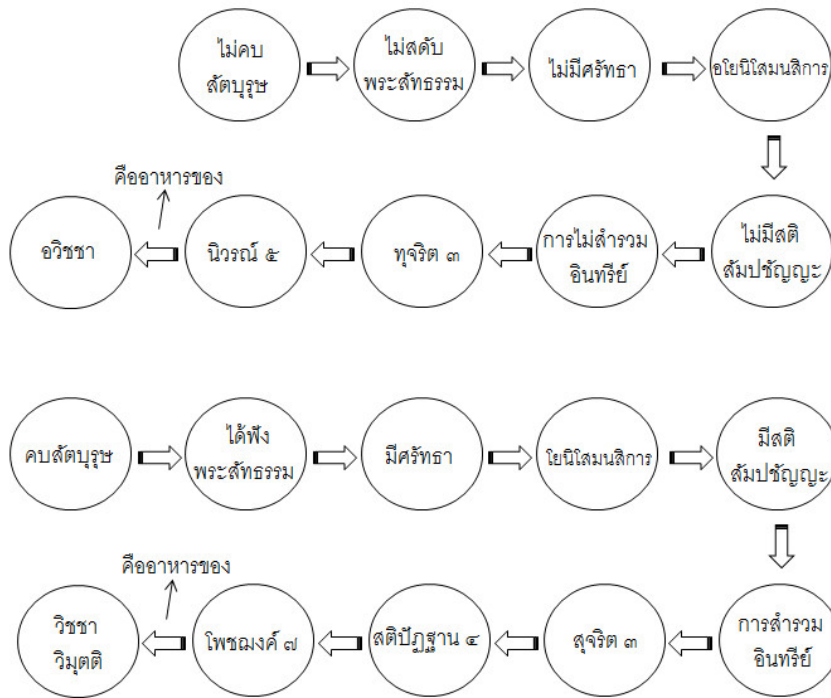 ไม่คบ
สัตบุรุษ
ไม่สดับ
พระสัทธรรม
ไม่มีศรัทธา
อโยนิโสมนสิการ
ไม่มีสติ
สัมปชัญญะ
การไม่สำรวม
อินทรีย์
ทุจริต ๓
นิวรณ์ ๕
คืออาหารของ
อวิชชา
คบสัตบุรุษ
ได้ฟัง
พระสัทธรรม
มีศรัทธา
โยนิโสมนสิการ
มีสติ
สัมปชัญญะ
การสำรวม
อินทรีย์
สุจริต ๓
สติปัฏฐาน ๔
โพชฌงค์ ๗
คืออาหารของ
วิชชา
วิมุตติ